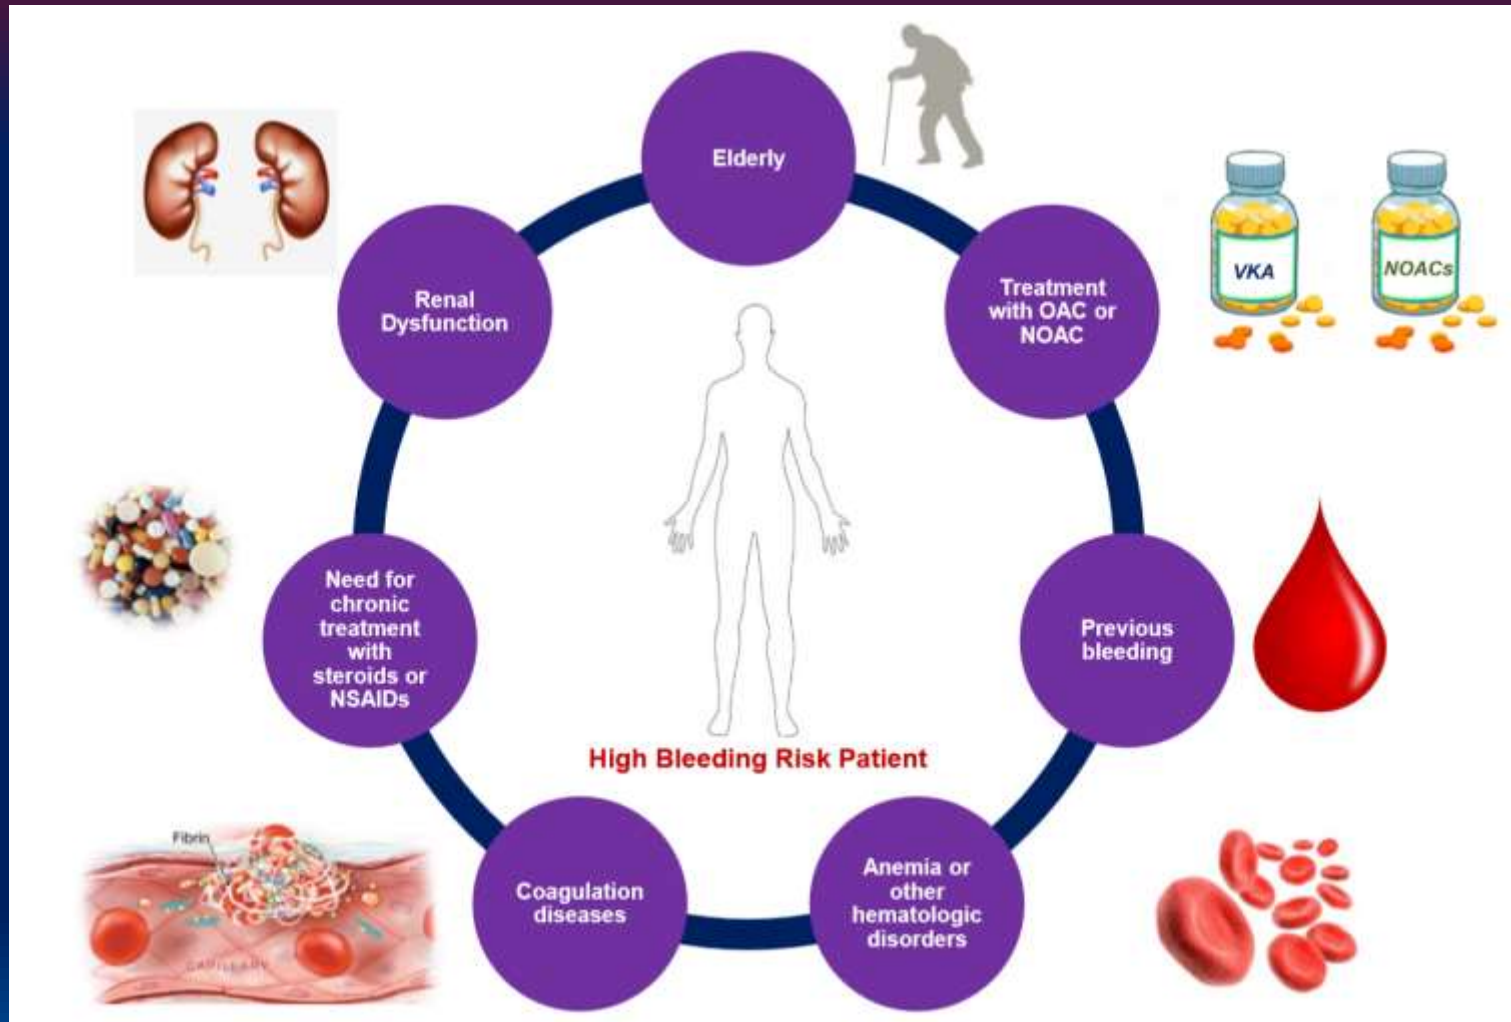 Elderly
Treatment
with OAC or
NOAC
VKA
NOACs
Previous
bleeding
Anemia or
other
hematologic
disorders
Coagulation
diseases
Need for
chronic
treatment
with
steroids or
NSAIDs
Renal
Dysfunction
High Bleeding Risk Patient
Fibrin
CAPILLARY